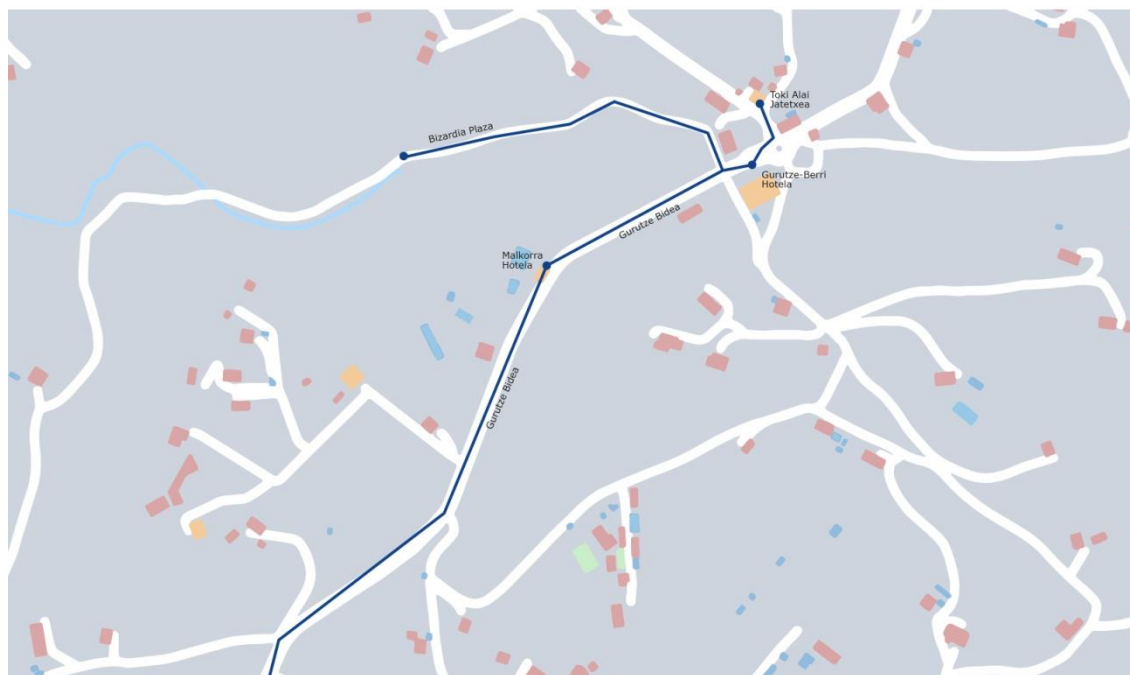 Toki Alai
Jatetxea
Bizardia Plaza
Gurutze-Berri
Hotela
Gurutze Bidea
Malkorra
Hotela
Gurutze Bidea